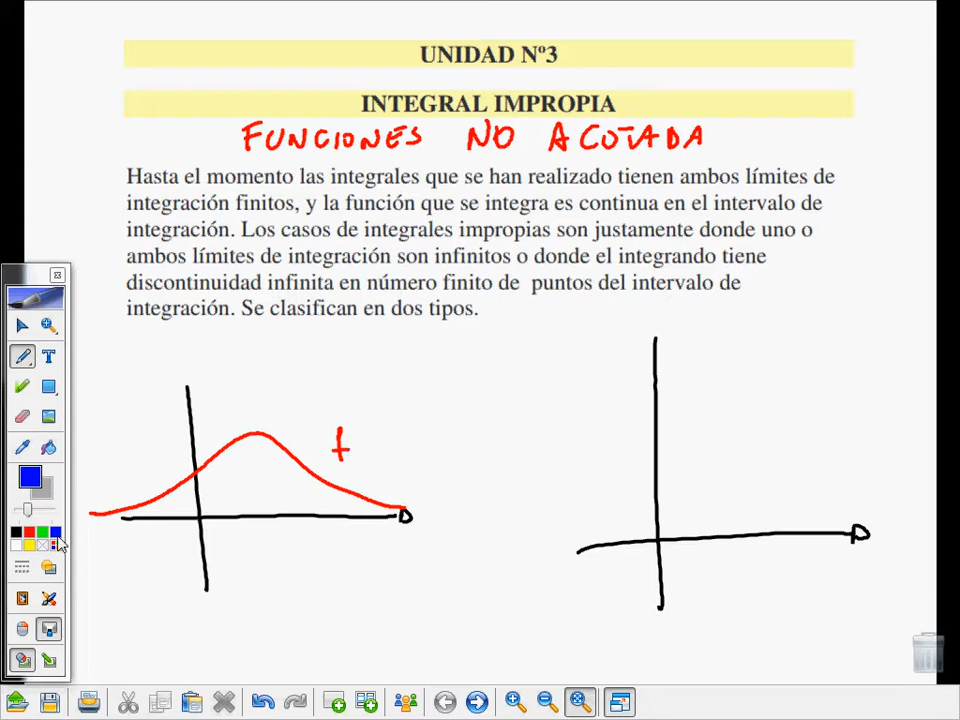 UNIDAD Nº3
INTEGRAL IMPROPIA
FUNCIONES NO ACOTADA
Hasta el momento las integrales que se han realizado tienen ambos límites de
integración finitos, y la función que se integra es continua en el intervalo de
integración. Los casos de integrales impropias son justamente donde uno o
ambos límites de integración son infinitos o donde el integrando tiene
discontinuidad infinita en número finito de puntos del intervalo de
integración. Se clasifican en dos tipos.
T